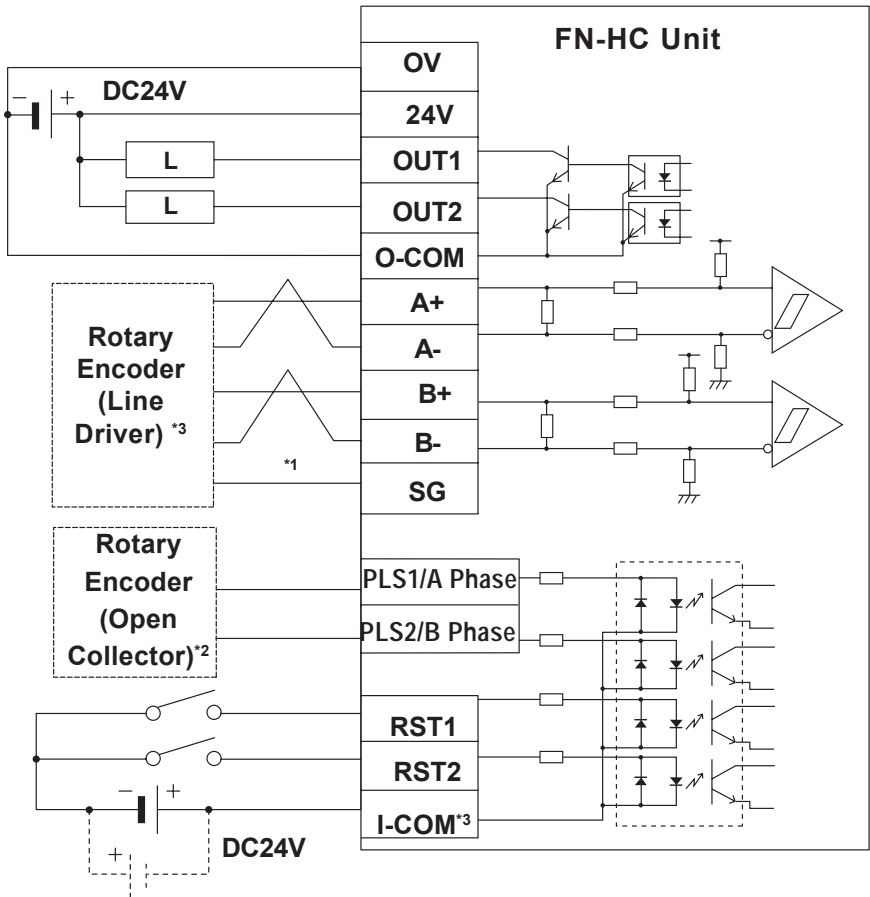 FN-HC Unit
OV
DC24V
24V
L
OUT1
L
OUT2
O-COM
A+
A-
B+
B-
SG
Rotary
Encoder
(Line
Driver) *3
*1
Rotary
Encoder
(Open
Collector)*2
PLS1/A Phase
PLS2/B Phase
RST1
RST2
I-COM*3
DC24V